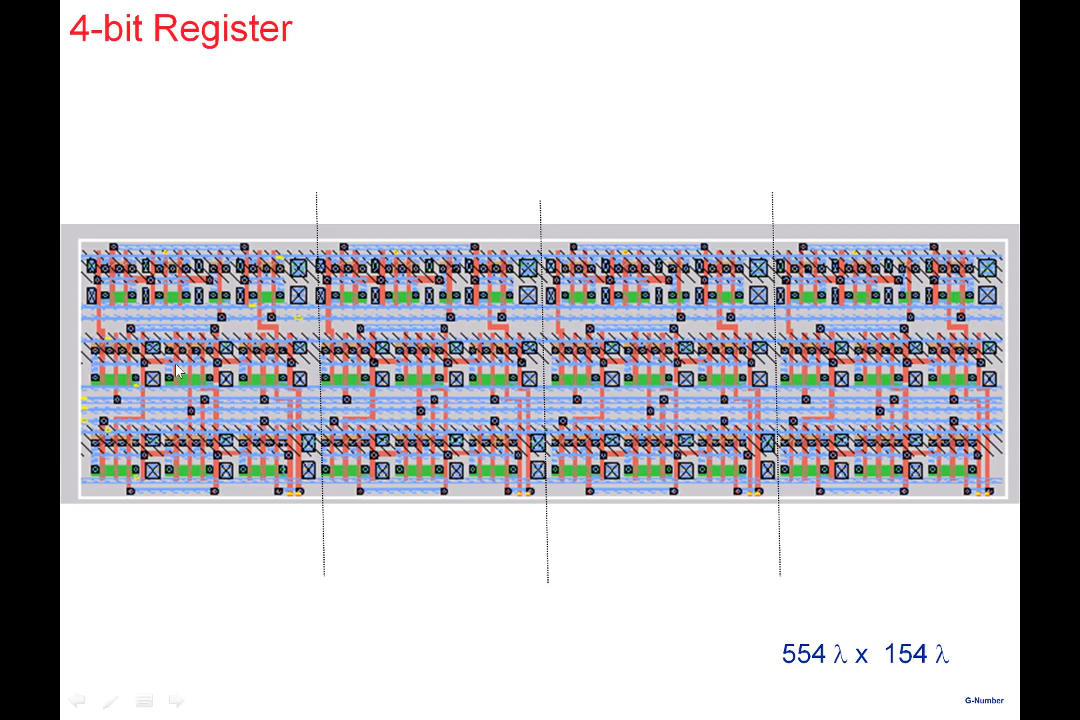 4-bit Register
554 λ x 154 λ
G-Number